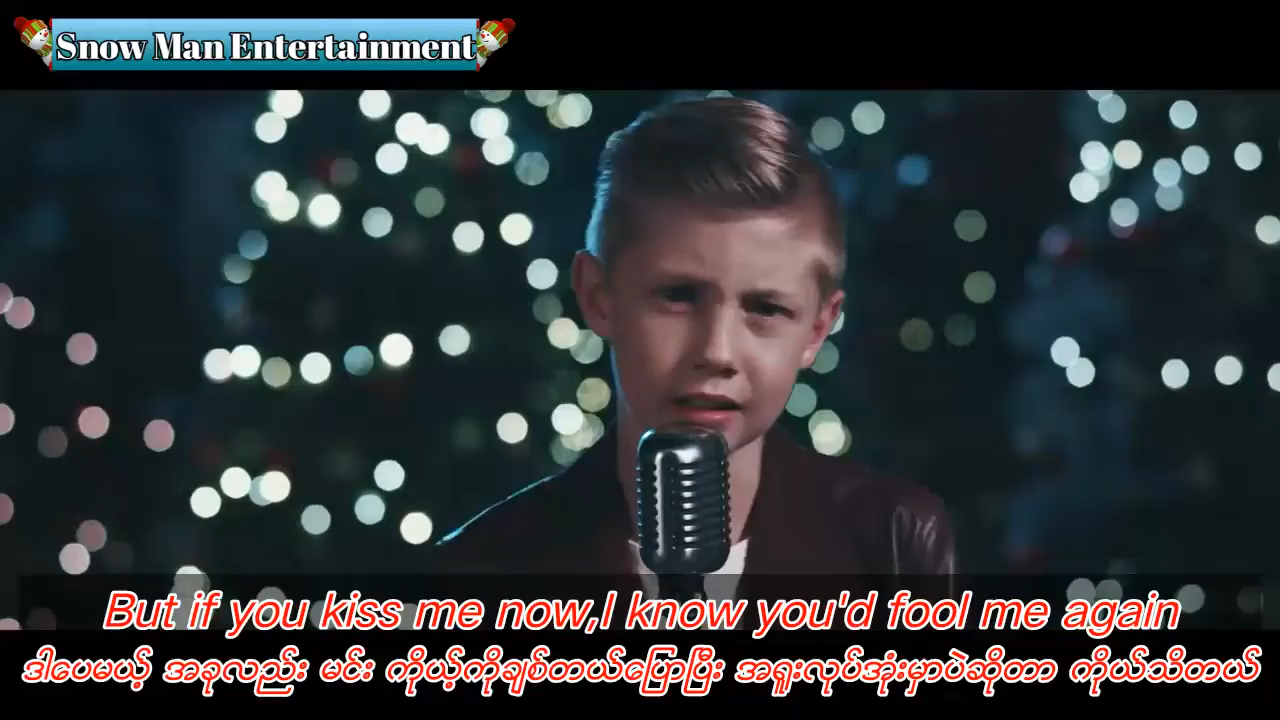 Snow Man Entertainment
But if you kiss me now,I know you'd fool me again
ဒါပေမယ့် အခုလည်း မင်း ကိုယ့်ကိုချစ်တယ်ပြောပြီး အရူးလုပ်အုံးမှာပဲဆိုတာ ကိုယ်သိတယ်